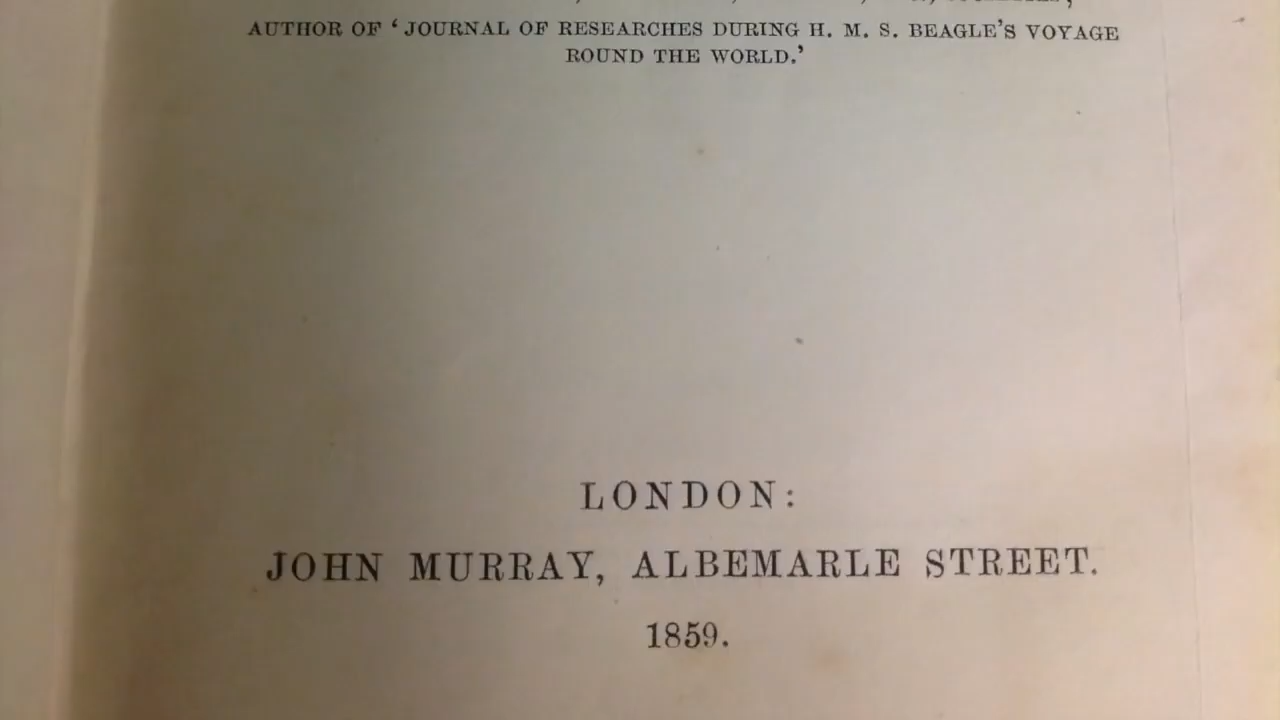 AUTHOR OF ‘JOURNAL OF RESEARCHES DURING H. M. S. BEAGLE’S VOYAGE
ROUND THE WORLD.’
LONDON:
JOHN MURRAY, ALBEMARLE STREET.
1859.